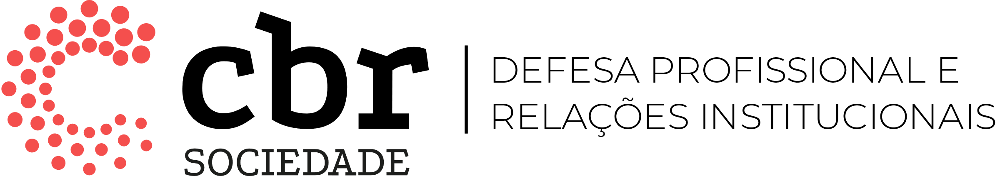 cbr
SOCIEDADE
DEFESA PROFISSIONAL E
RELAÇÕES INSTITUCIONAIS